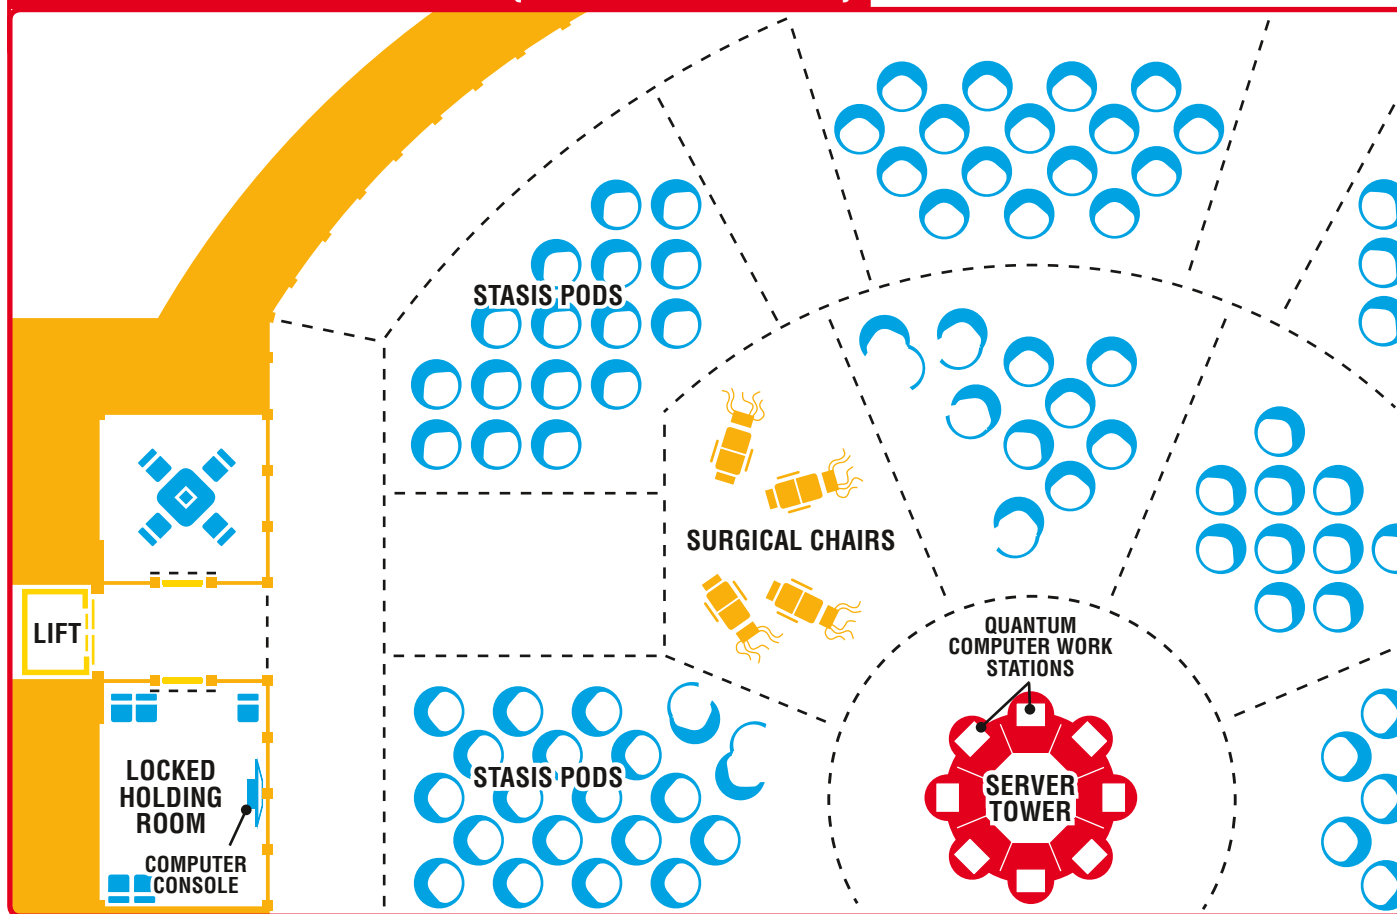 STASIS PODS
SURGICAL CHAIRS
LIFT
QUANTUM
COMPUTER WORK
STATIONS
LOCKED
HOLDING
ROOM
STASIS PODS
SERVER
TOWER
COMPUTER
CONSOLE